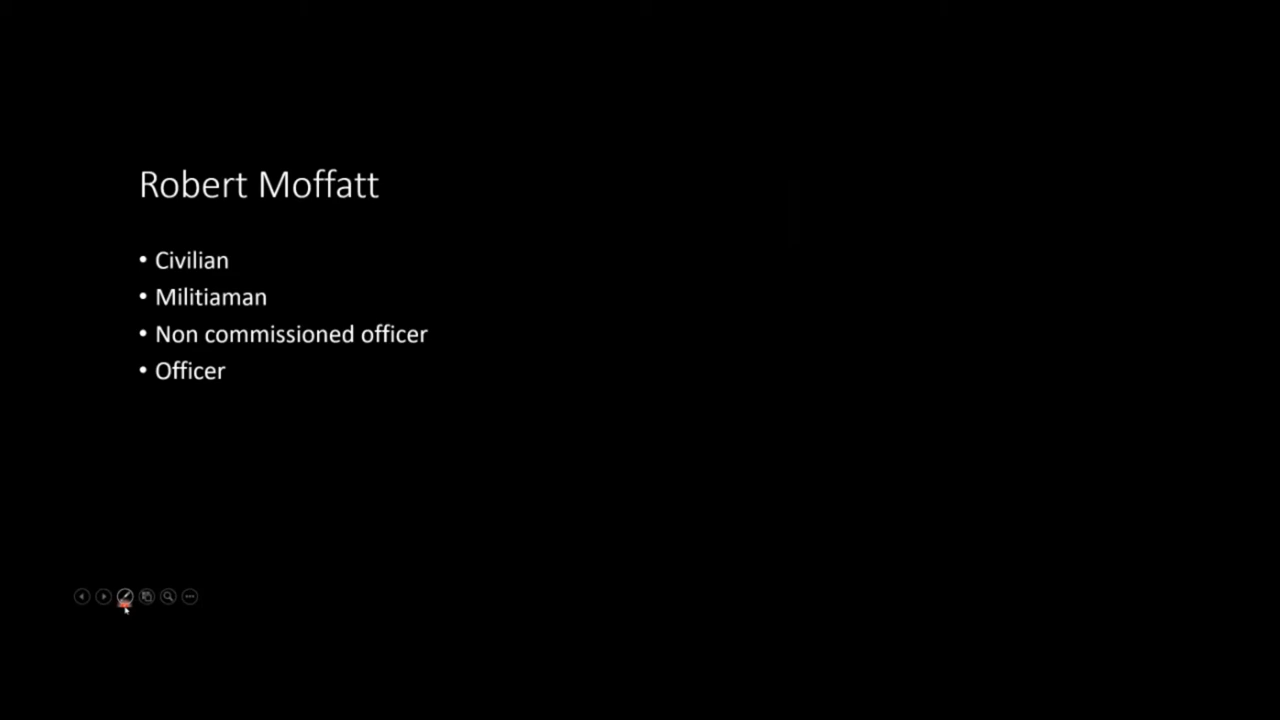 Robert Moffatt
• Civilian
• Militiaman
• Non commissioned officer
• Officer